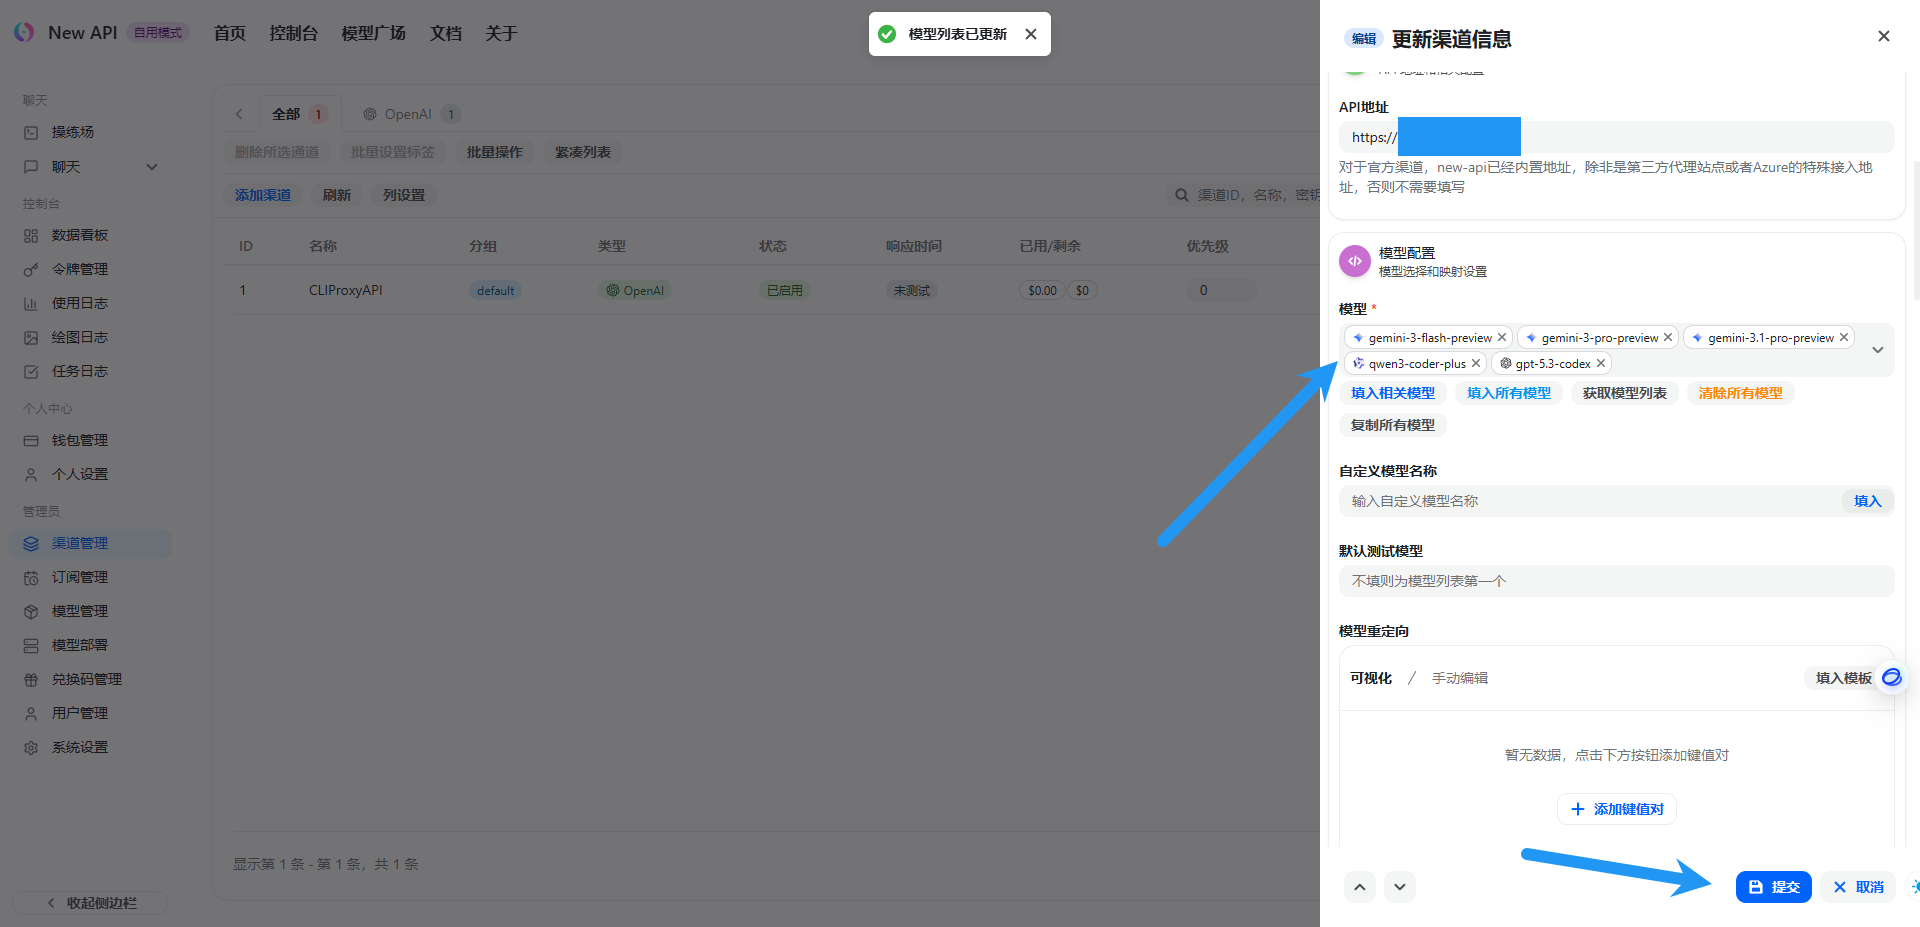 New API 自用模式 首页 控制台 模型广场 文档 关于
模型列表已更新
聊天
操练场
聊天
控制台
数据看板
令牌管理
使用日志
绘图日志
任务日志
个人中心
钱包管理
个人设置
管理员
渠道管理
订阅管理
模型管理
模型部署
兑换码管理
用户管理
系统设置
收起侧边栏
全部 1 OpenAI 1
删除所选通道 批量设置标签 批量操作 紧凑列表
添加渠道 刷新 列设置 渠道ID，名称，密钥
ID 名称 分组 类型 状态 响应时间 已用/剩余 优先级
1 CLIProxyAPI default OpenAI 已启用 未测试 $0.00 $0 0
显示第 1 条 - 第 1 条，共 1 条
编辑 更新渠道信息
API地址
https://
对于官方渠道，new-api已经内置地址，除非是第三方代理站点或者Azure的特殊接入地
址，否则不需要填写
模型配置
模型选择和映射设置
模型 *
gemini-3-flash-preview gemini-3-pro-preview gemini-3.1-pro-preview
qwen3-coder-plus gpt-5.3-codex
填入相关模型 填入所有模型 获取模型列表 清除所有模型
复制所有模型
自定义模型名称
输入自定义模型名称 填入
默认测试模型
不填则为模型列表第一个
模型重定向
可视化 / 手动编辑 填入模板
暂无数据，点击下方按钮添加键值对
添加键值对
提交 取消